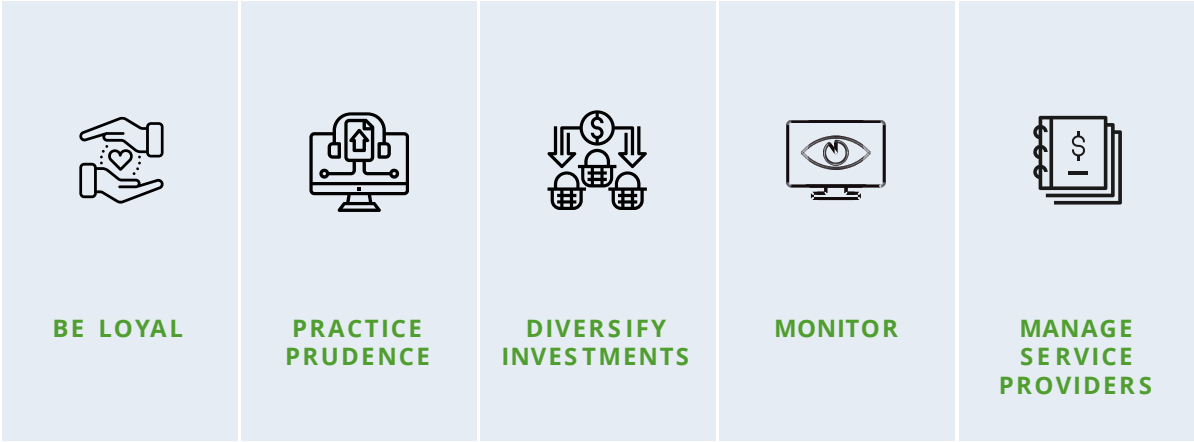 BE LOYAL
PRACTICE
PRUDENCE
DIVERSIFY
INVESTMENTS
MONITOR
MANAGE
SERVICE
PROVIDERS
$
$